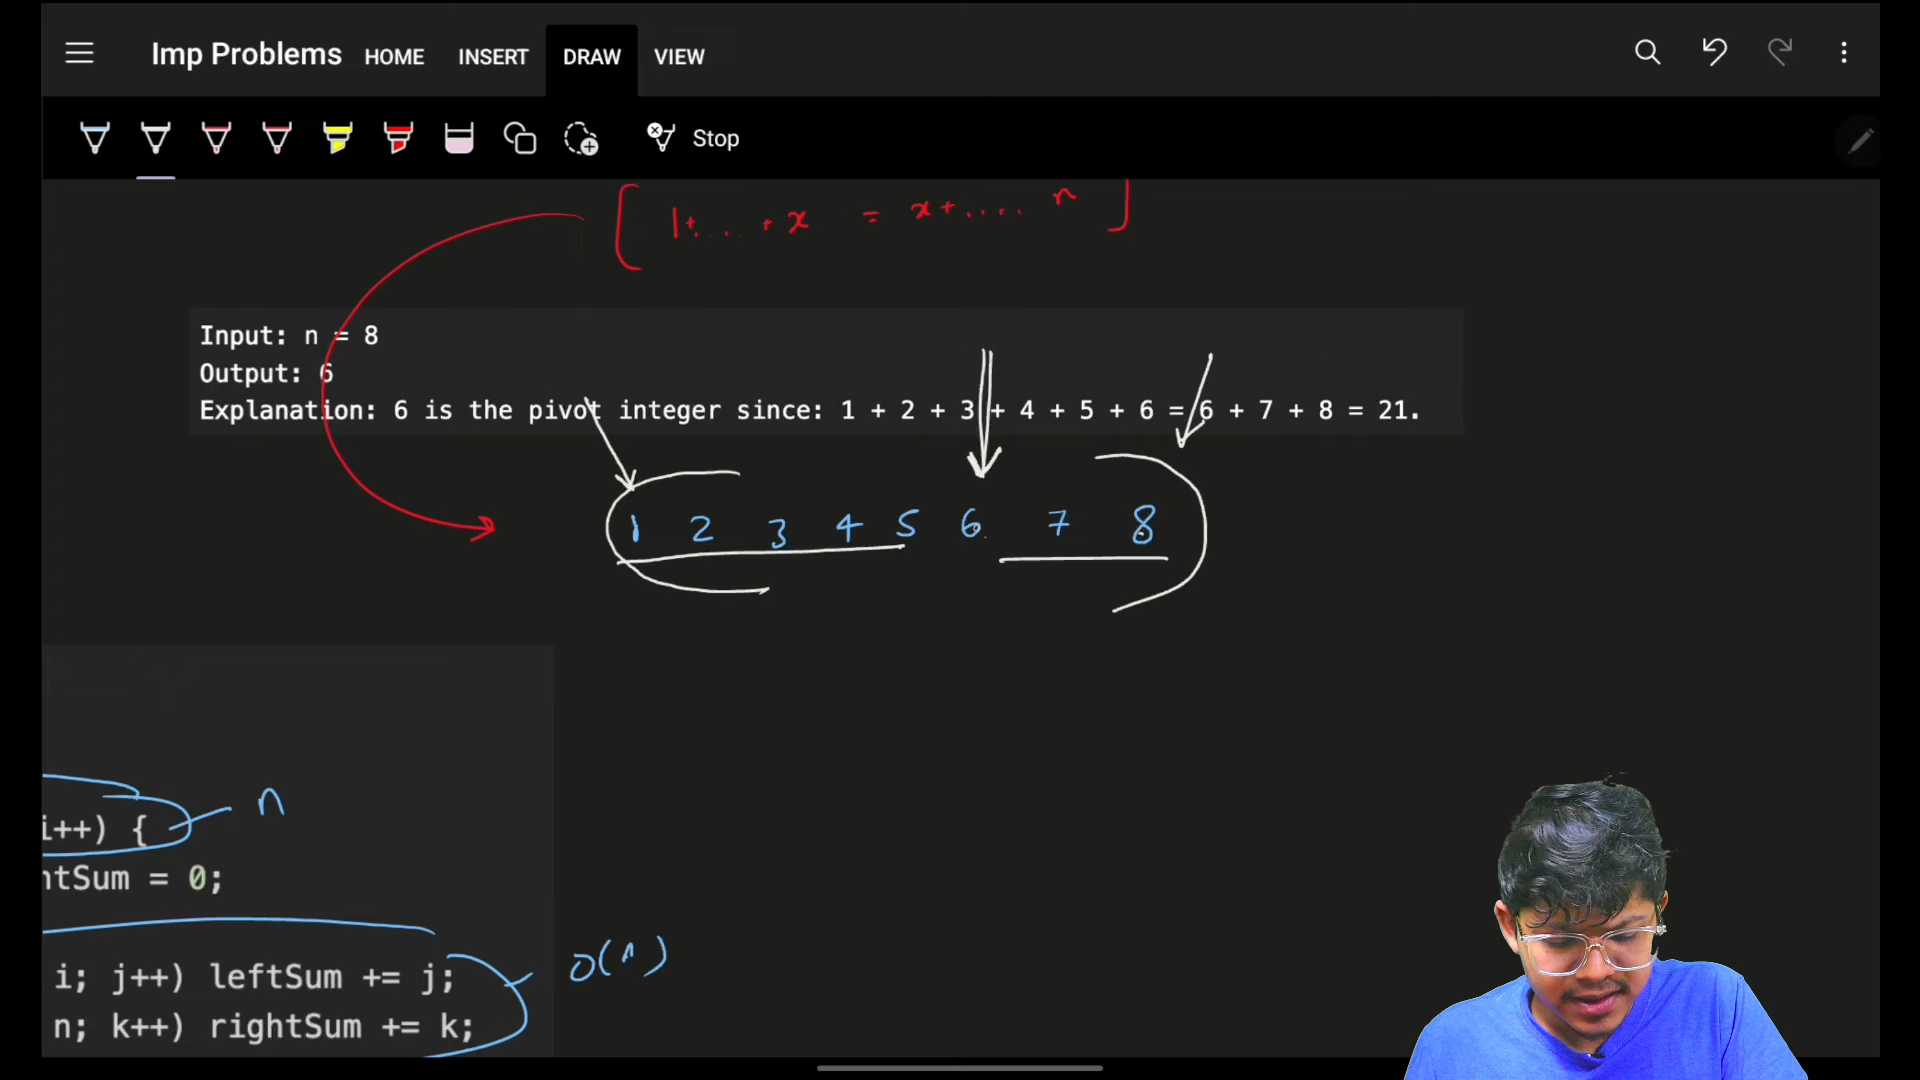 Imp Problems HOME INSERT DRAW VIEW
Stop
1+...+x = x+.... n
Input: n = 8
Output: 6
Explanation: 6 is the pivot integer since: 1 + 2 + 3 + 4 + 5 + 6 = 6 + 7 + 8 = 21.
1 2 3 4 5 6 7 8
i++) { n
ntSum = 0;
i; j++) leftSum += j;
O(n)
n; k++) rightSum += k;